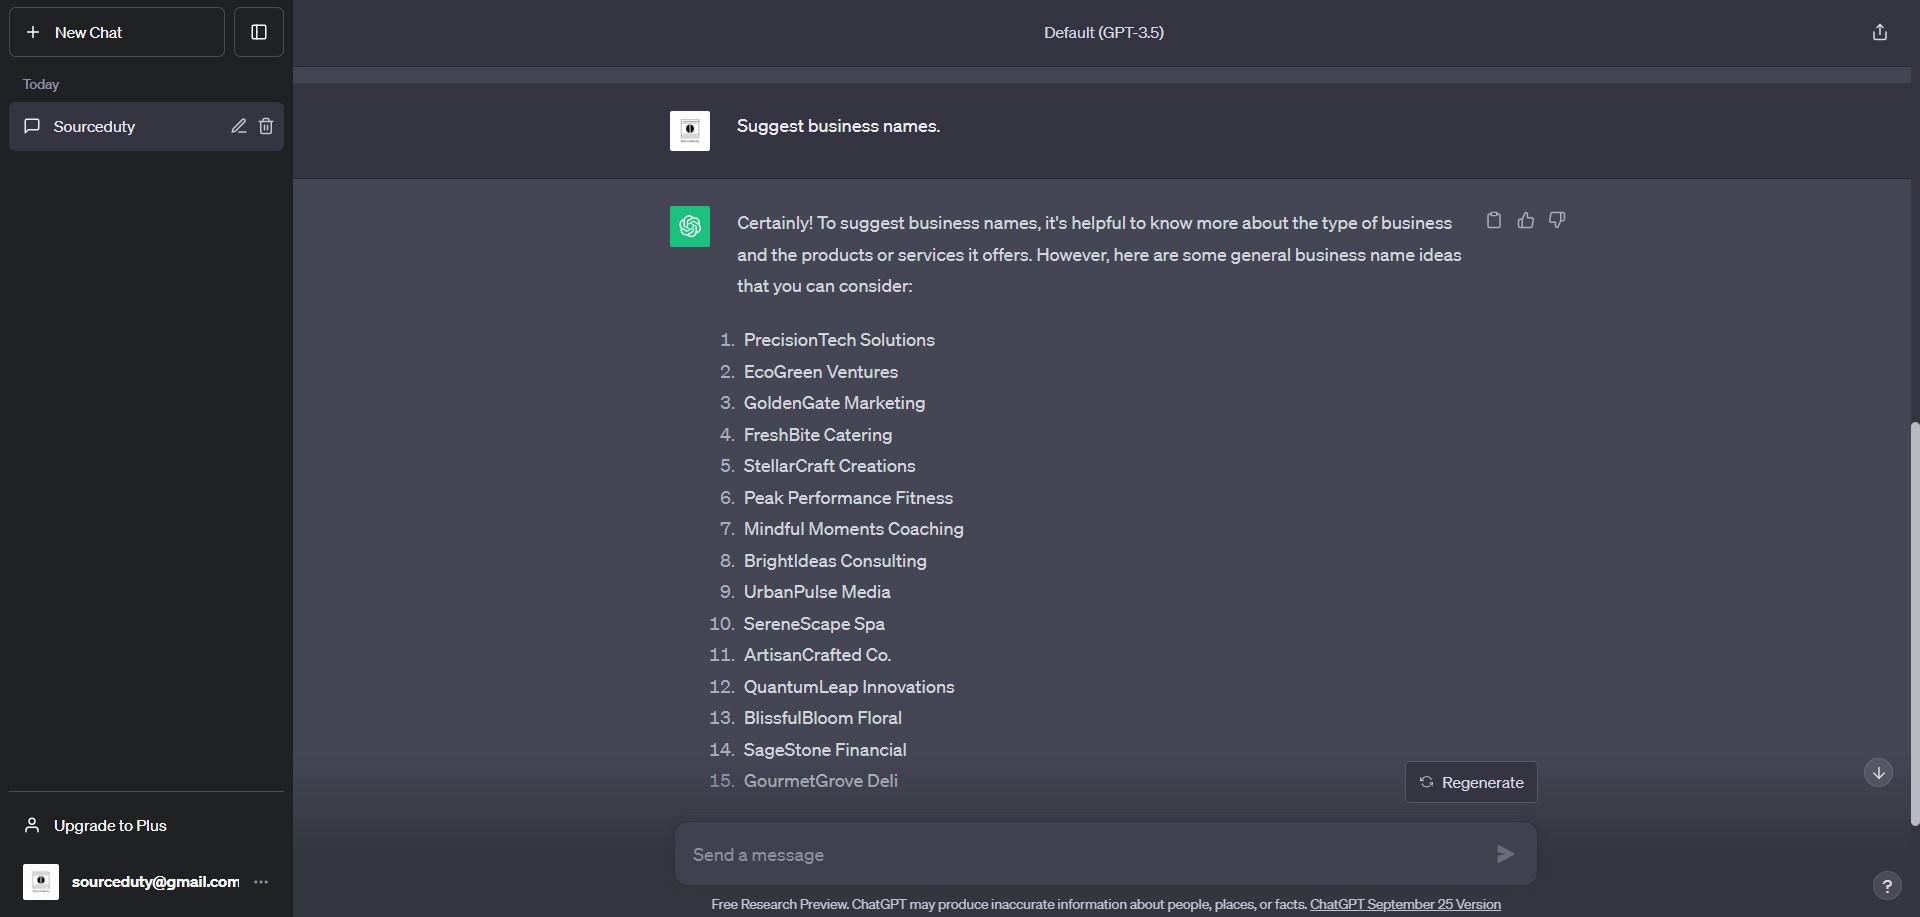 New Chat
Default (GPT-3.5)
Today
Sourceduty
Suggest business names.
Certainly! To suggest business names, it's helpful to know more about the type of business
and the products or services it offers. However, here are some general business name ideas
that you can consider:
1. PrecisionTech Solutions
2. EcoGreen Ventures
3. GoldenGate Marketing
4. FreshBite Catering
5. StellarCraft Creations
6. Peak Performance Fitness
7. Mindful Moments Coaching
8. BrightIdeas Consulting
9. UrbanPulse Media
10. SereneScape Spa
11. ArtisanCrafted Co.
12. QuantumLeap Innovations
13. BlissfulBloom Floral
14. SageStone Financial
15. GourmetGrove Deli
Regenerate
Upgrade to Plus
Send a message
sourceduty@gmail.com
?
Free Research Preview. ChatGPT may produce inaccurate information about people, places, or facts. ChatGPT September 25 Version